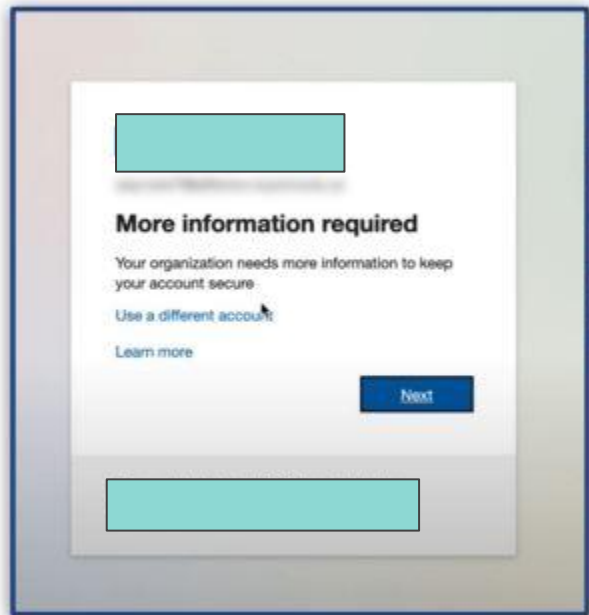 More information required
Your organization needs more information to keep
your account secure
Use a different account
Learn more
Next